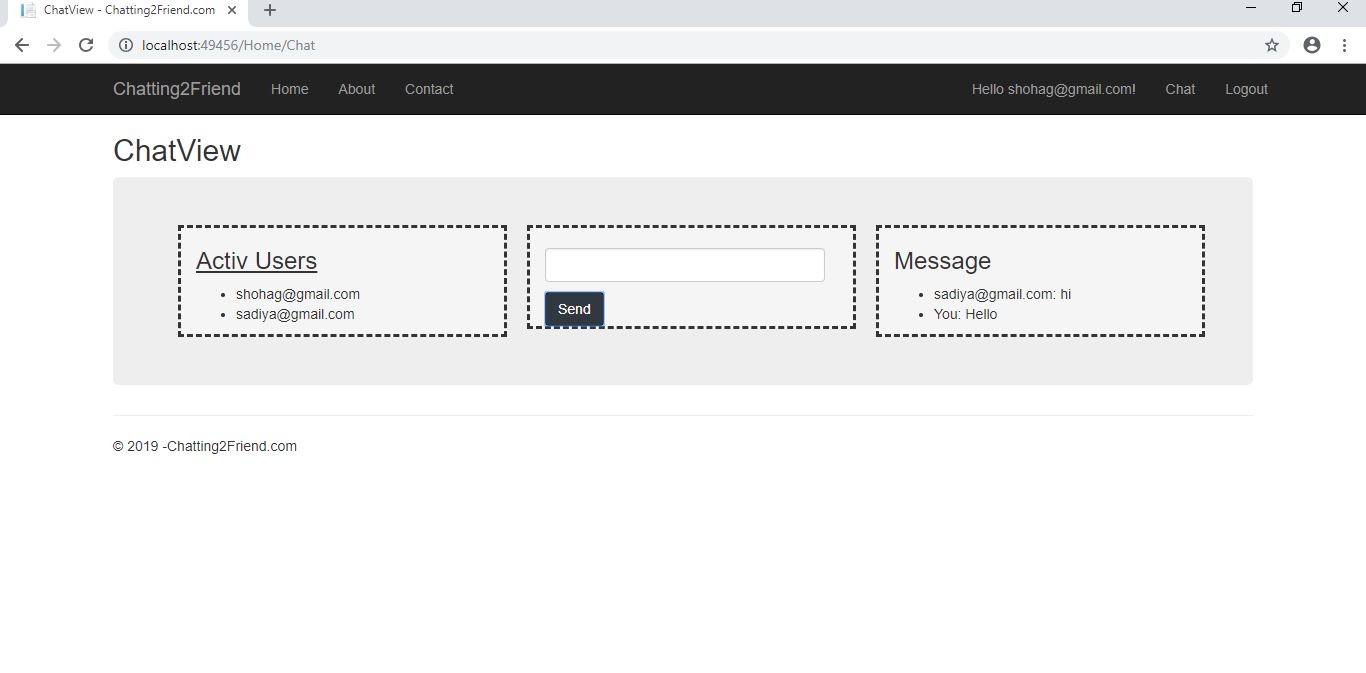 ChatView - Chatting2Friend.com
localhost:49456/Home/Chat
Chatting2Friend Home About Contact Hello shohag@gmail.com! Chat Logout
ChatView
Activ Users
shohag@gmail.com
sadiya@gmail.com
Send
Message
sadiya@gmail.com: hi
You: Hello
© 2019 -Chatting2Friend.com